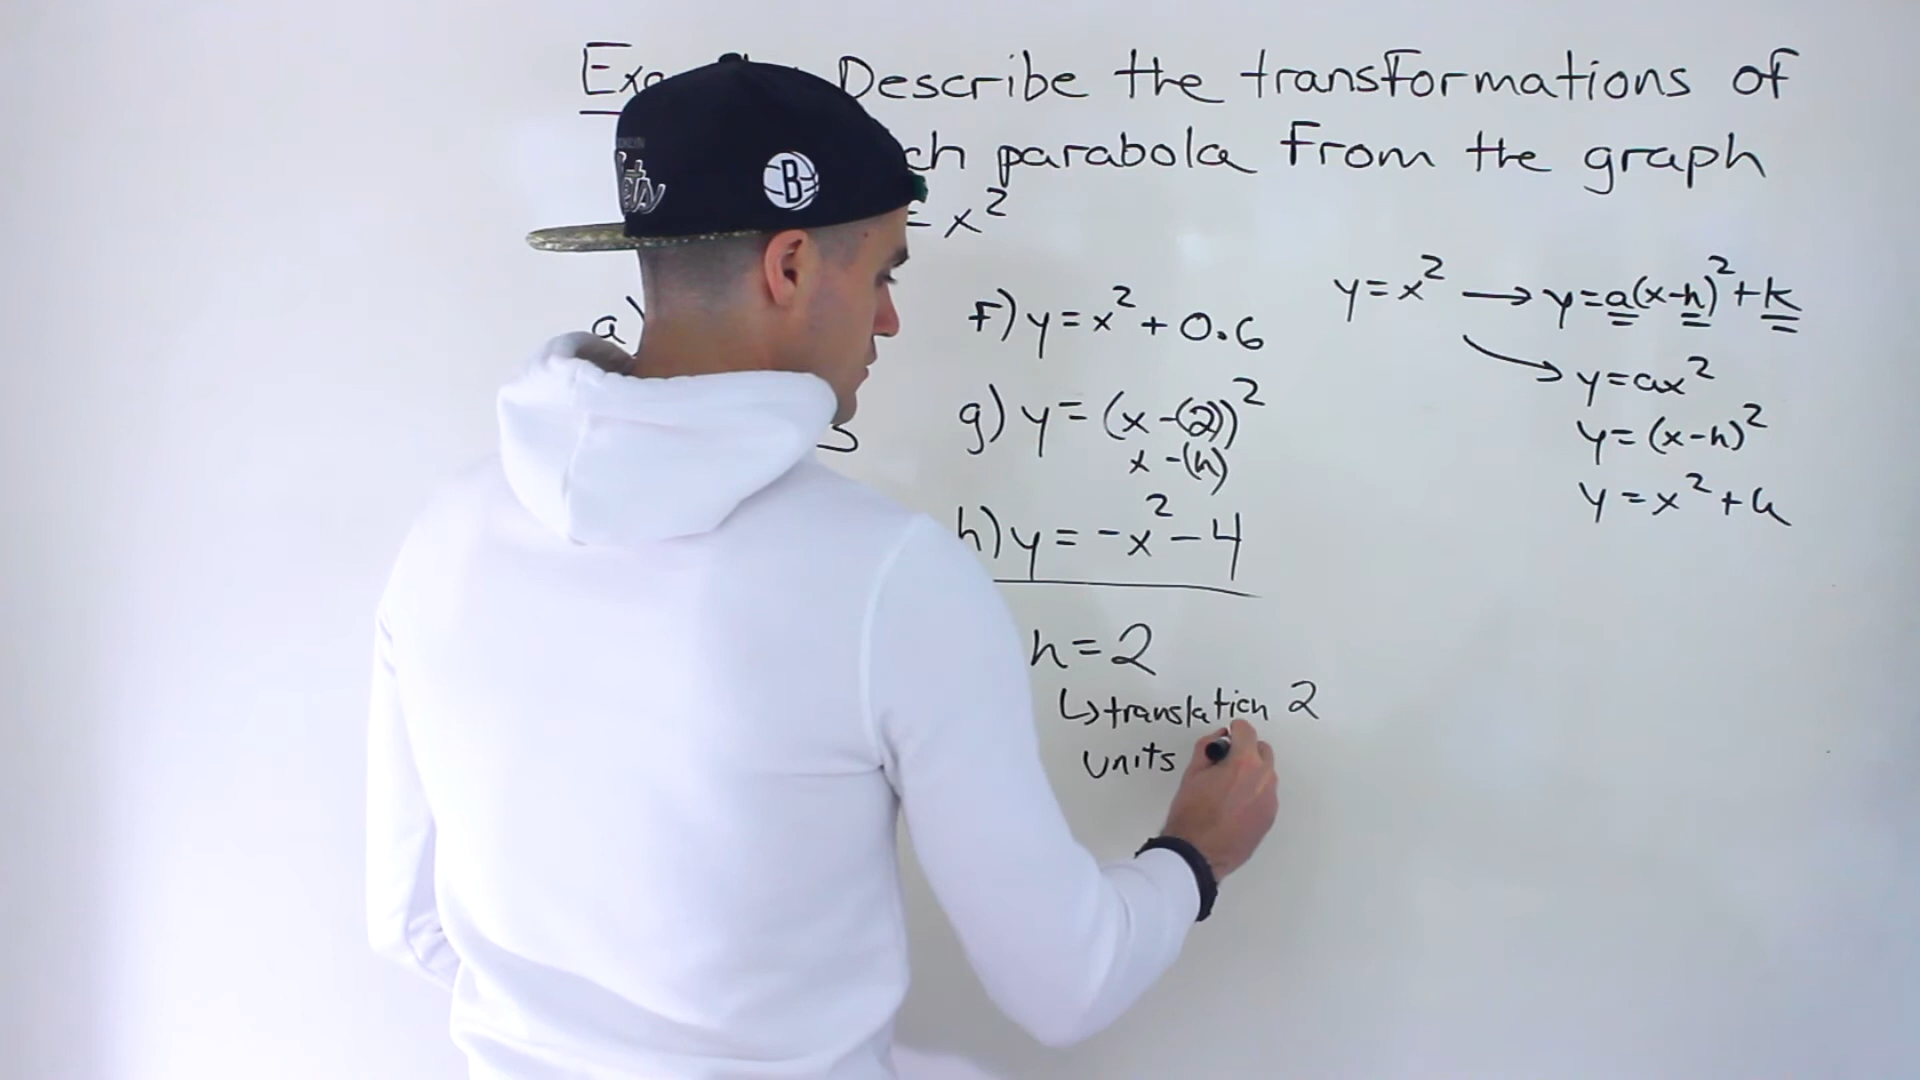 Describe the transformations of
parabola from the graph
= x²
a)
f) y = x² + 0.6
g) y = (x -(2))²
x -(h)
h) y = -x² - 4
h = 2
↳ translation 2
units
y = x² → y = a(x-h)² + k
→ y = ax²
y = (x-h)²
y = x² + k
B